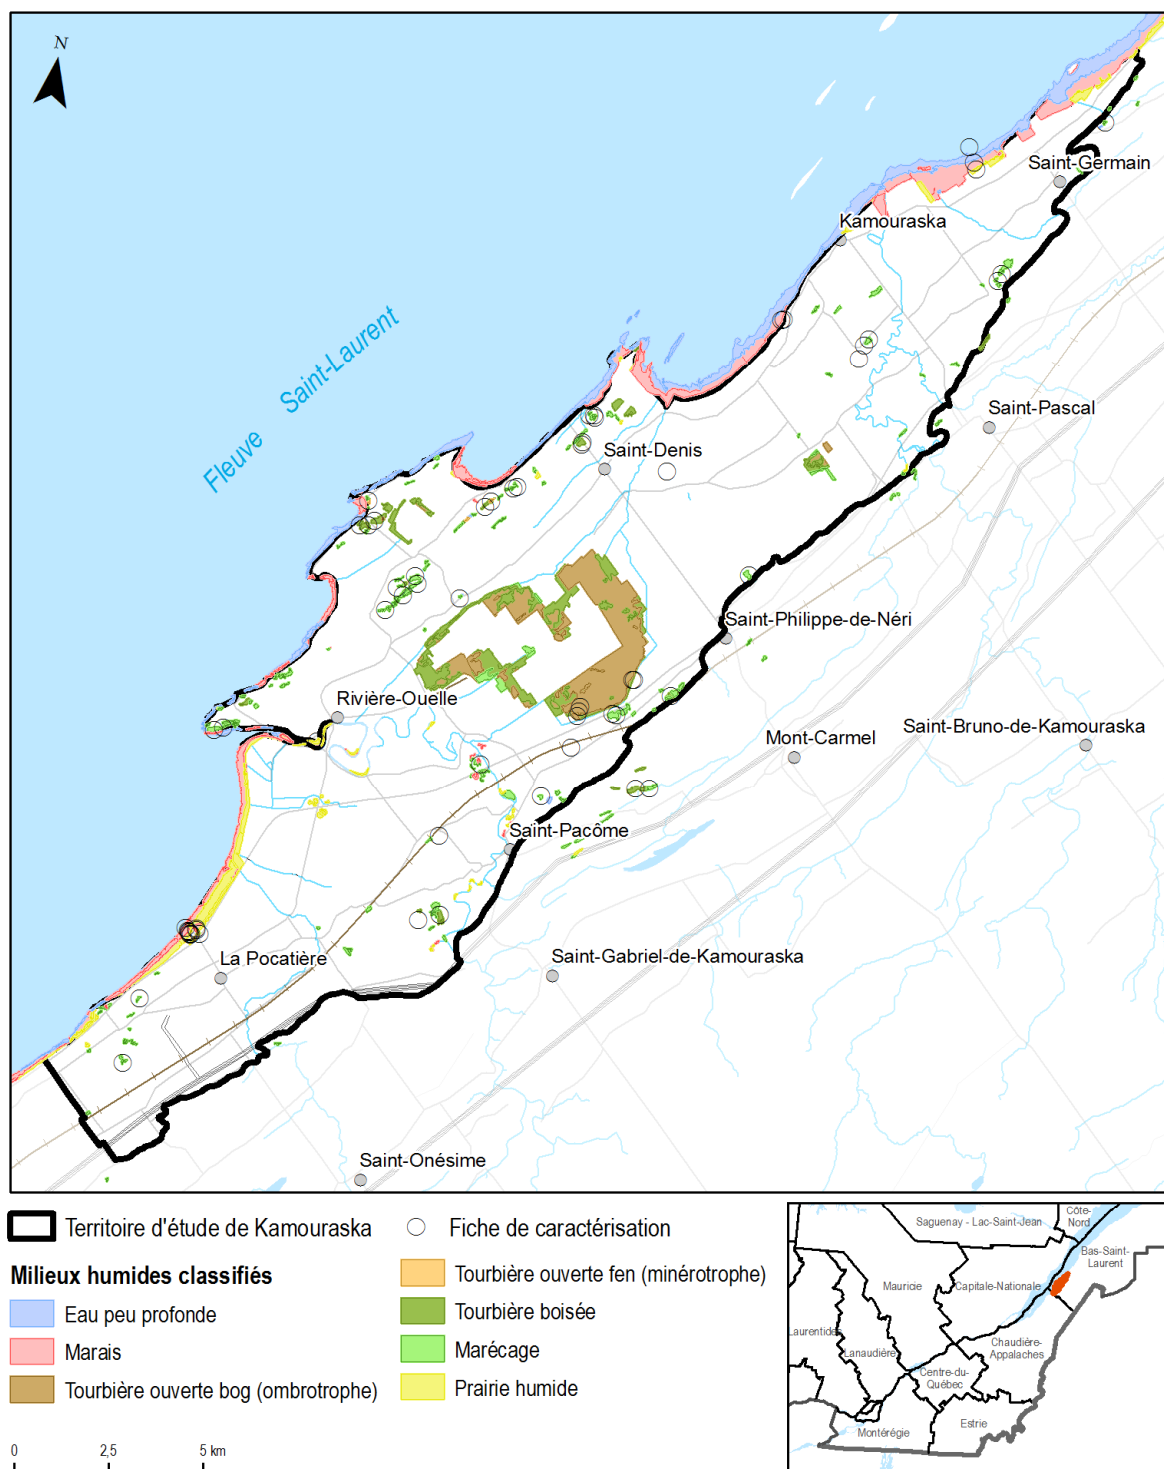 N
Saint-Germain
Kamouraska
Fleuve Saint-Laurent
Saint-Pascal
Saint-Denis
Saint-Philippe-de-Néri
Rivière-Ouelle
Saint-Bruno-de-Kamouraska
Mont-Carmel
Saint-Pacôme
La Pocatière
Saint-Gabriel-de-Kamouraska
Saint-Onésime
Territoire d'étude de Kamouraska
Fiche de caractérisation
Milieux humides classifiés
Eau peu profonde
Marais
Tourbière ouverte bog (ombrotrophe)
Tourbière ouverte fen (minérotrophe)
Tourbière boisée
Marécage
Prairie humide
0 2,5 5 km
Saguenay - Lac-Saint-Jean
Côte-
Nord
Bas-Saint-
Laurent
Mauricie
Capitale-Nationale
Laurentides
Lanaudière
Chaudière-
Appalaches
Centre-du-
Québec
Estrie
Montérégie